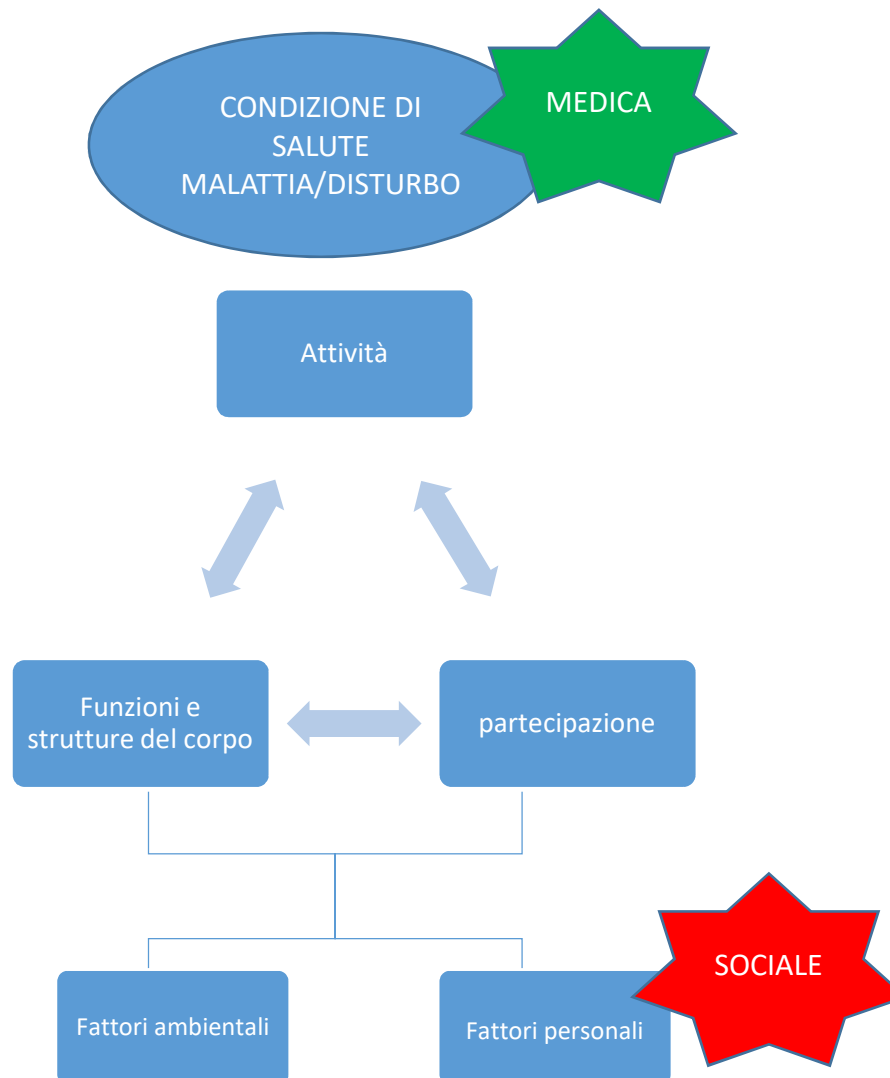 CONDIZIONE DI
SALUTE
MALATTIA/DISTURBO
MEDICA
Attività
Funzioni e
strutture del corpo
partecipazione
SOCIALE
Fattori ambientali
Fattori personali